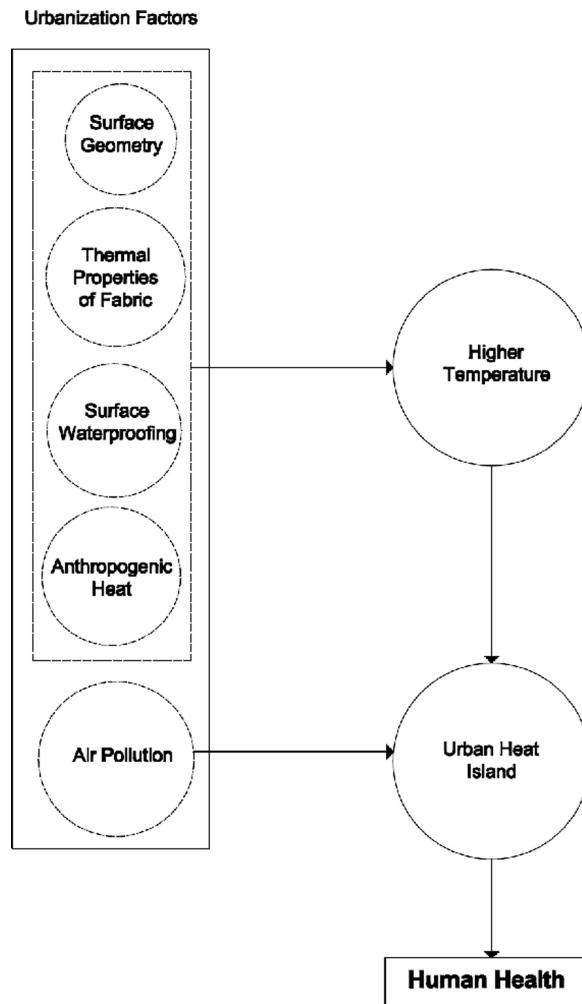 Urbanization Factors
Surface
Geometry
Thermal
Properties
of Fabric
Surface
Waterproofing
Anthropogenic
Heat
Air Pollution
Higher
Temperature
Urban Heat
Island
Human Health